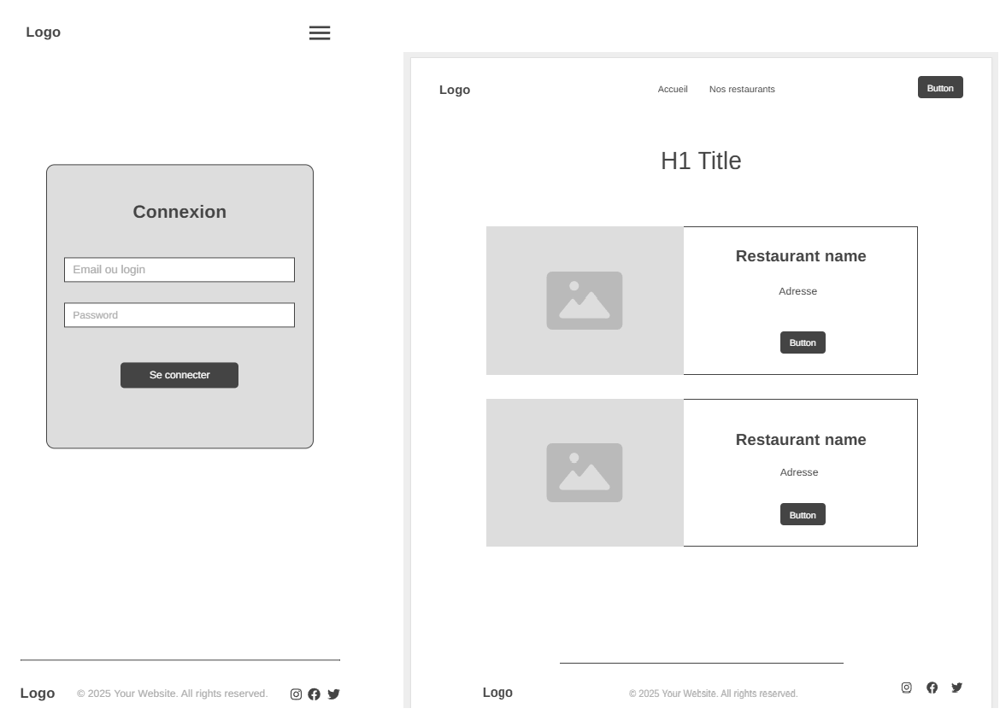 Logo
Connexion
Email ou login
Password
Se connecter
Logo
© 2025 Your Website. All rights reserved.
Logo
Accueil
Nos restaurants
Button
H1 Title
Restaurant name
Adresse
Button
Restaurant name
Adresse
Button
Logo
© 2025 Your Website. All rights reserved.